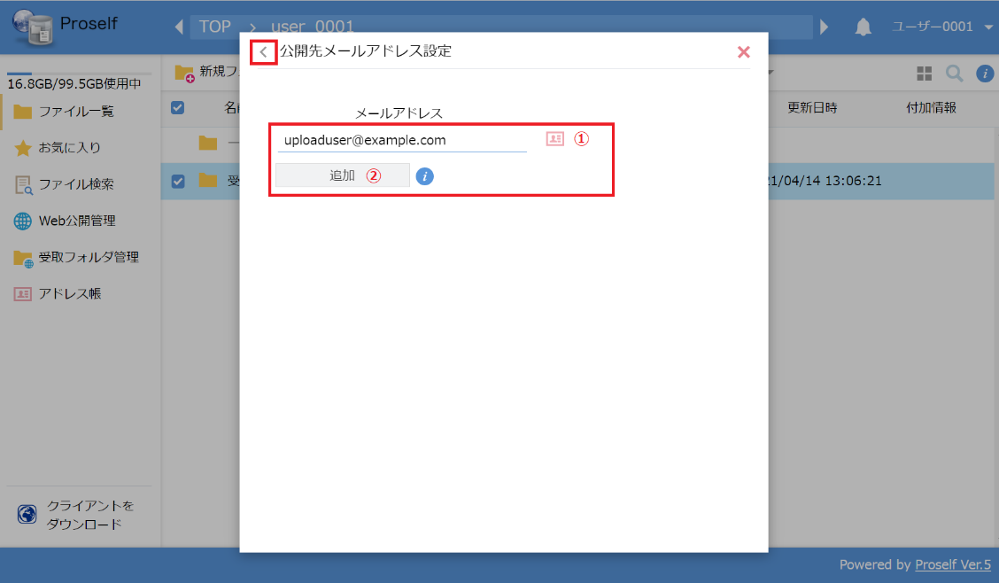 Proself
TOP > user_0001
ユーザー0001
公開先メールアドレス設定
16.8GB/99.5GB使用中
新規フ
ファイル一覧
お気に入り
ファイル検索
Web公開管理
受取フォルダ管理
アドレス帳
更新日時
付加情報
メールアドレス
uploaduser@example.com
①
追加 ②
受
1/04/14 13:06:21
クライアントを
ダウンロード
Powered by Proself Ver.5